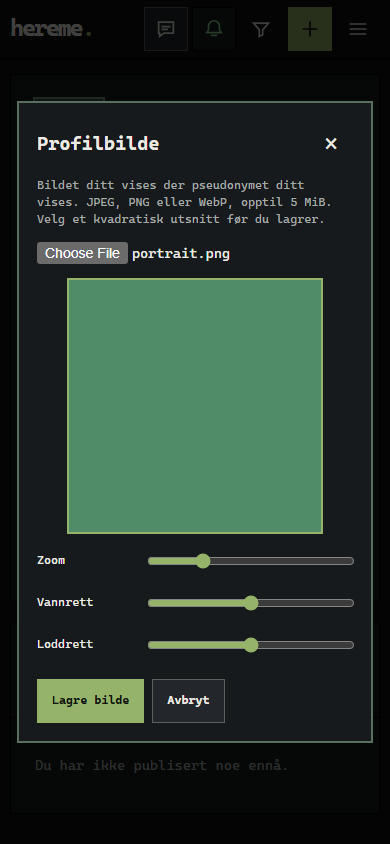 hereme.
Profilbilde
×
Bildet ditt vises der pseudonymet ditt
vises. JPEG, PNG eller WebP, opptil 5 MiB.
Velg et kvadratisk utsnitt før du lagrer.
Choose File portrait.png
Zoom
Vannrett
Loddrett
Lagre bilde Avbryt
Du har ikke publisert noe ennå.